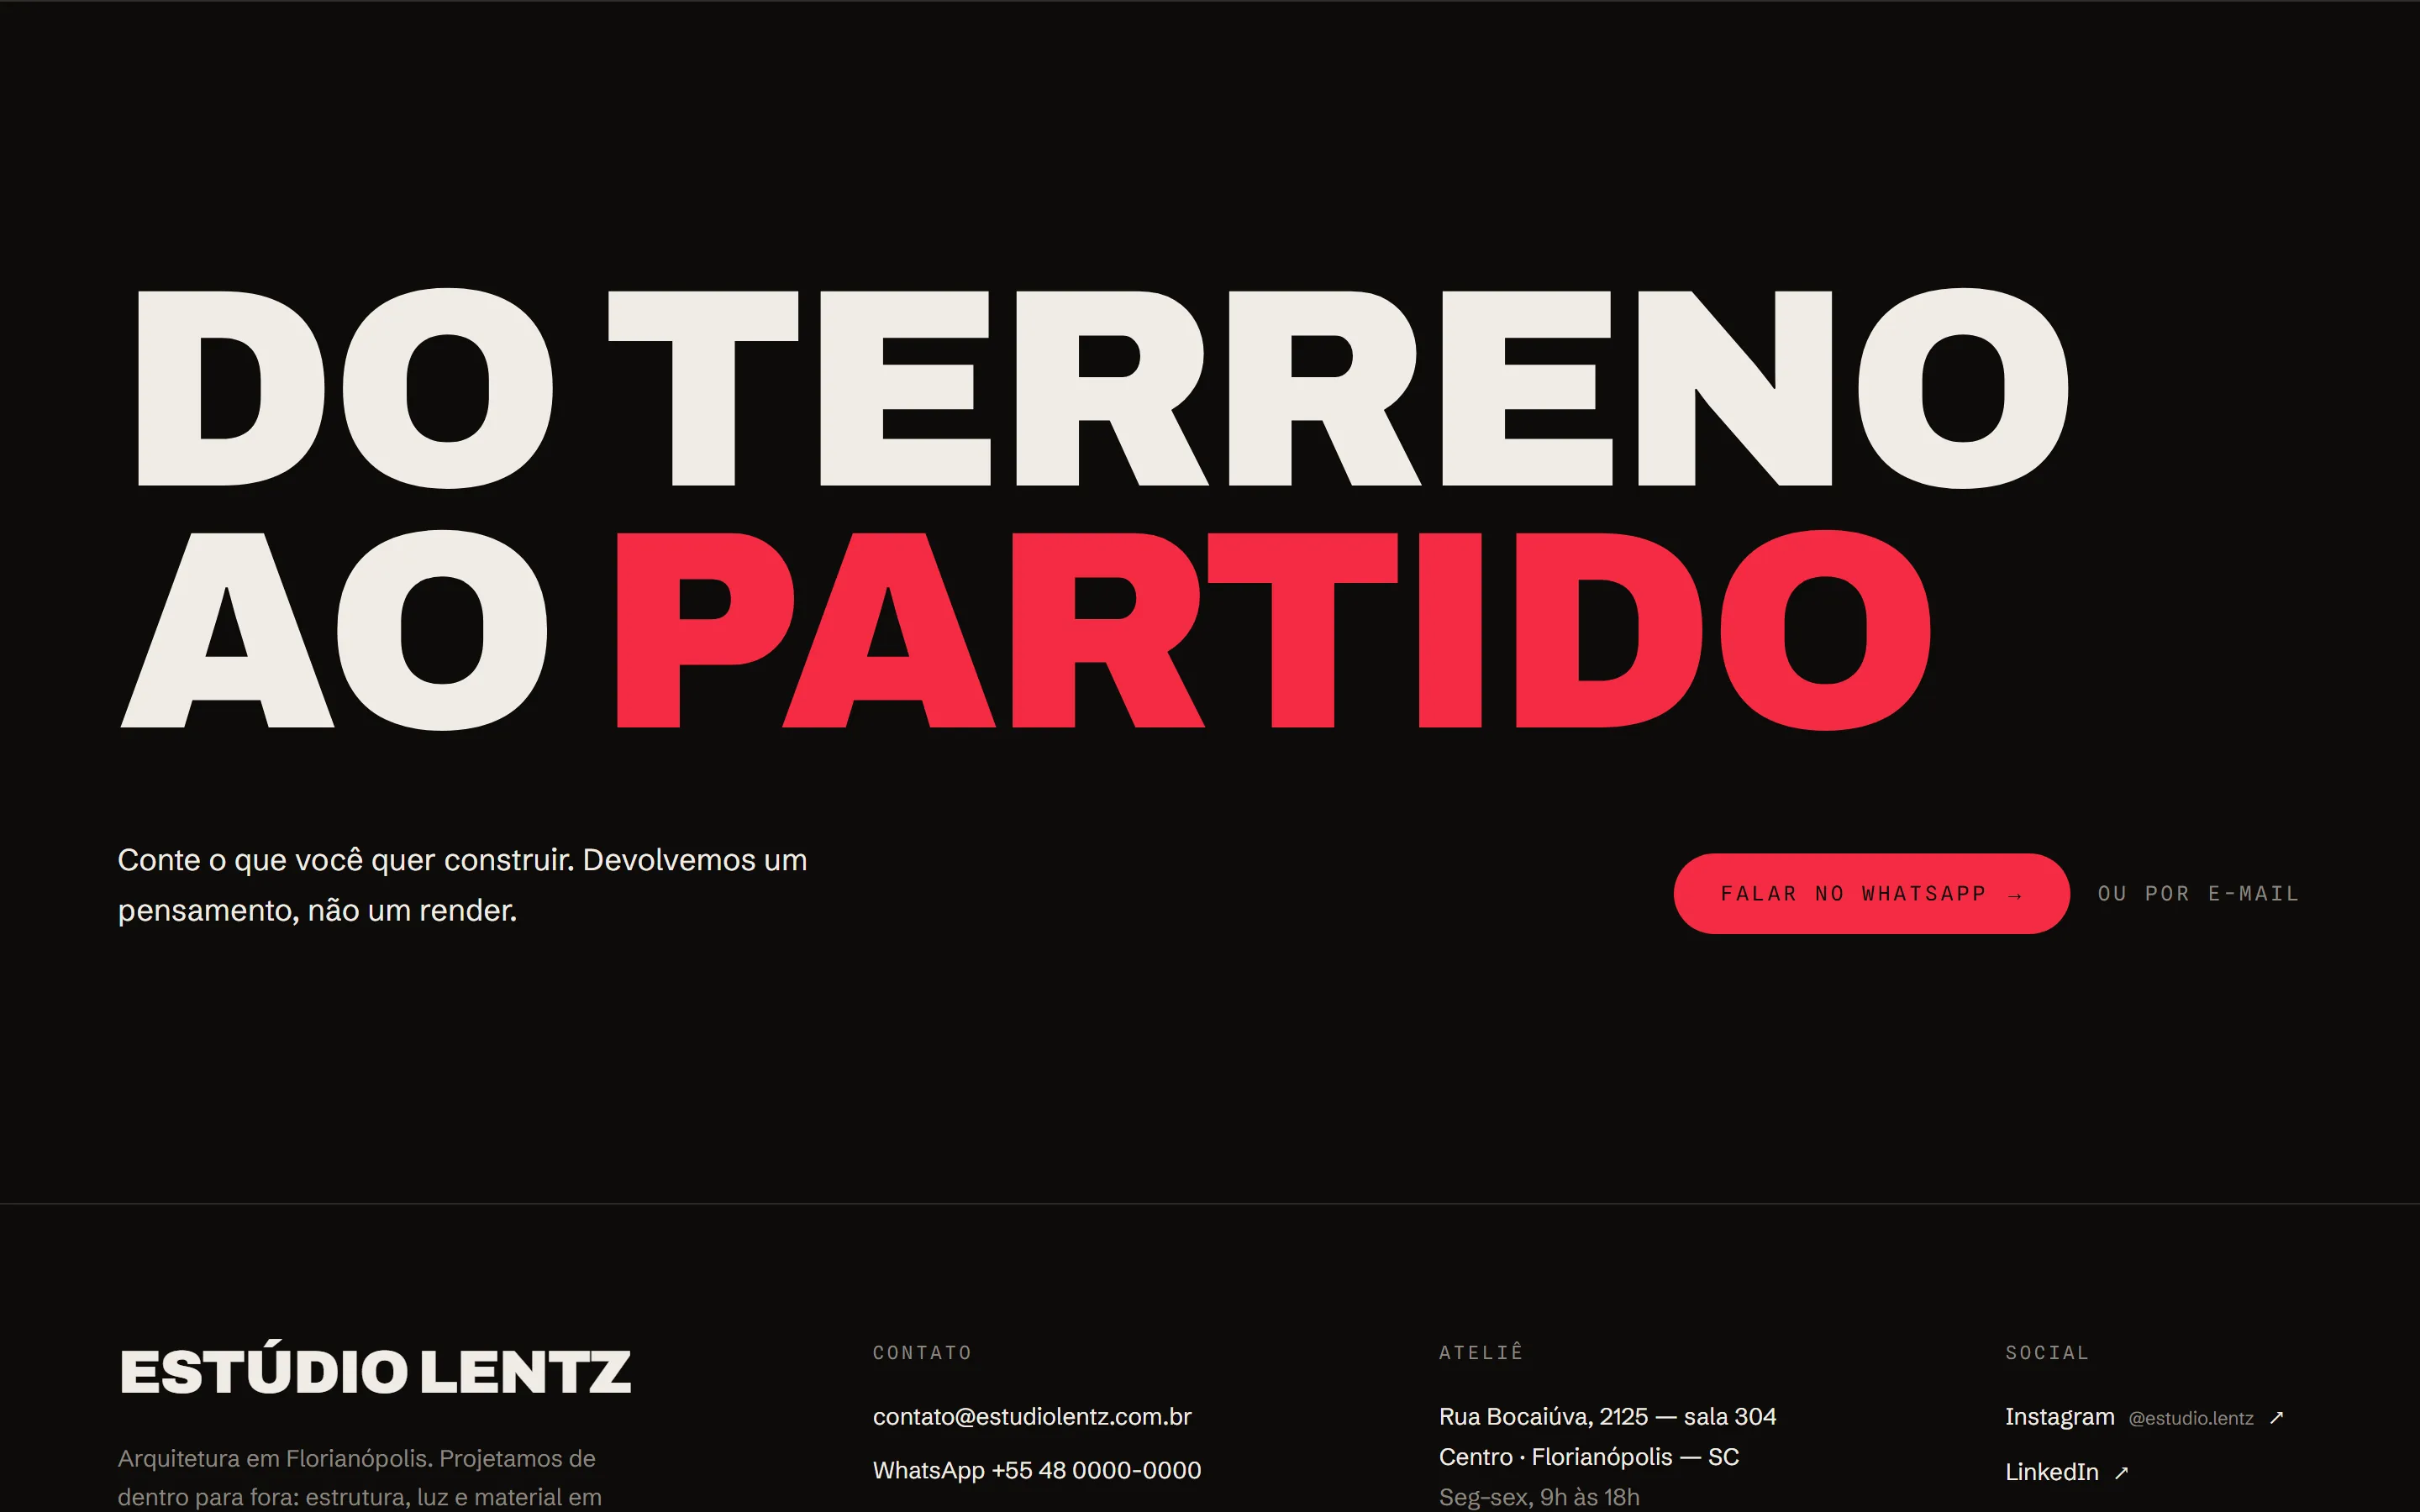 DO TERRENO
AO PARTIDO
Conte o que você quer construir. Devolvemos um
pensamento, não um render.
FALAR NO WHATSAPP →
OU POR E-MAIL
ESTÚDIO LENTZ
Arquitetura em Florianópolis. Projetamos de
dentro para fora: estrutura, luz e material em
CONTATO
contato@estudiolentz.com.br
WhatsApp +55 48 0000-0000
ATELIÊ
Rua Bocaiúva, 2125 — sala 304
Centro · Florianópolis — SC
Seg–sex, 9h às 18h
SOCIAL
Instagram @estudio.lentz ↗
LinkedIn ↗